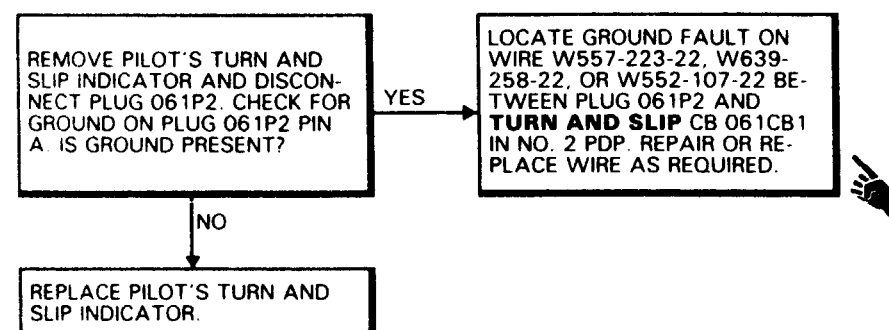 REMOVE PILOT'S TURN AND
SLIP INDICATOR AND DISCON-
NECT PLUG 061P2. CHECK FOR
GROUND ON PLUG 061P2 PIN
A. IS GROUND PRESENT?
YES
LOCATE GROUND FAULT ON
WIRE W557-223-22, W639-
258-22, OR W552-107-22 BE-
TWEEN PLUG 061P2 AND
TURN AND SLIP CB 061CB1
IN NO. 2 PDP. REPAIR OR RE-
PLACE WIRE AS REQUIRED.
NO
REPLACE PILOT'S TURN AND
SLIP INDICATOR.